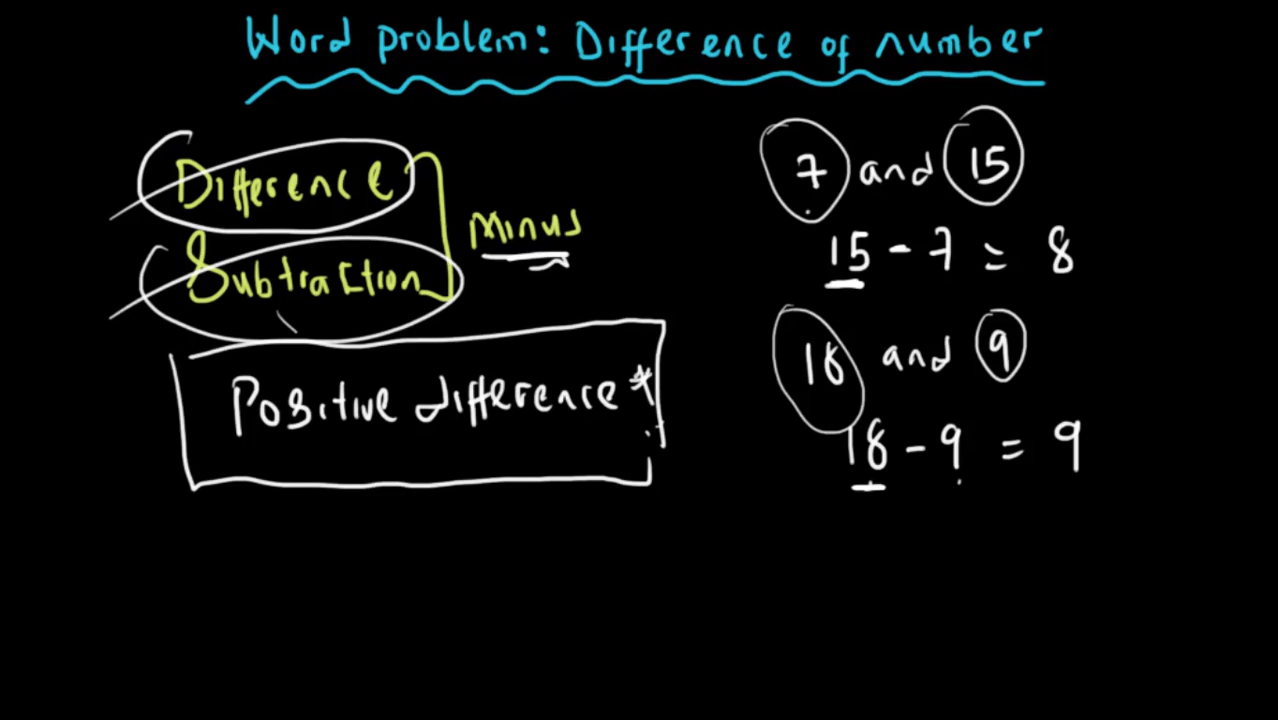 Word problem: Difference of number
Difference
Subtraction
Minus
Positive difference *
7 and 15
15 - 7 = 8
18 and 9
18 - 9 = 9